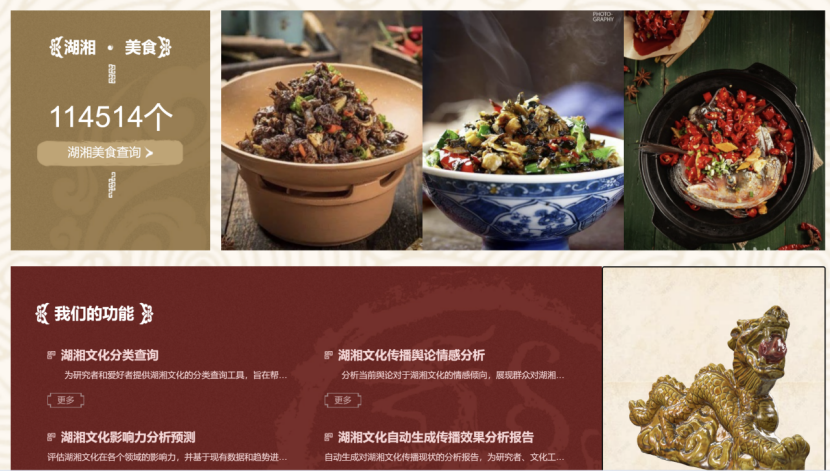 湖湘 • 美食
114514个
湖湘美食查询 >
PHOTO-
GRAPHY
我们的功能
湖湘文化分类查询
为研究者和爱好者提供湖湘文化的分类查询工具，旨在帮...
更多
湖湘文化传播舆论情感分析
分析当前舆论对于湖湘文化的情感倾向，展现群众对湖湘...
更多
湖湘文化影响力分析预测
评估湖湘文化在各个领域的影响力，并基于现有数据和趋势进...
湖湘文化自动生成传播效果分析报告
自动生成对湖湘文化传播现状的分析报告，为研究者、文化工...